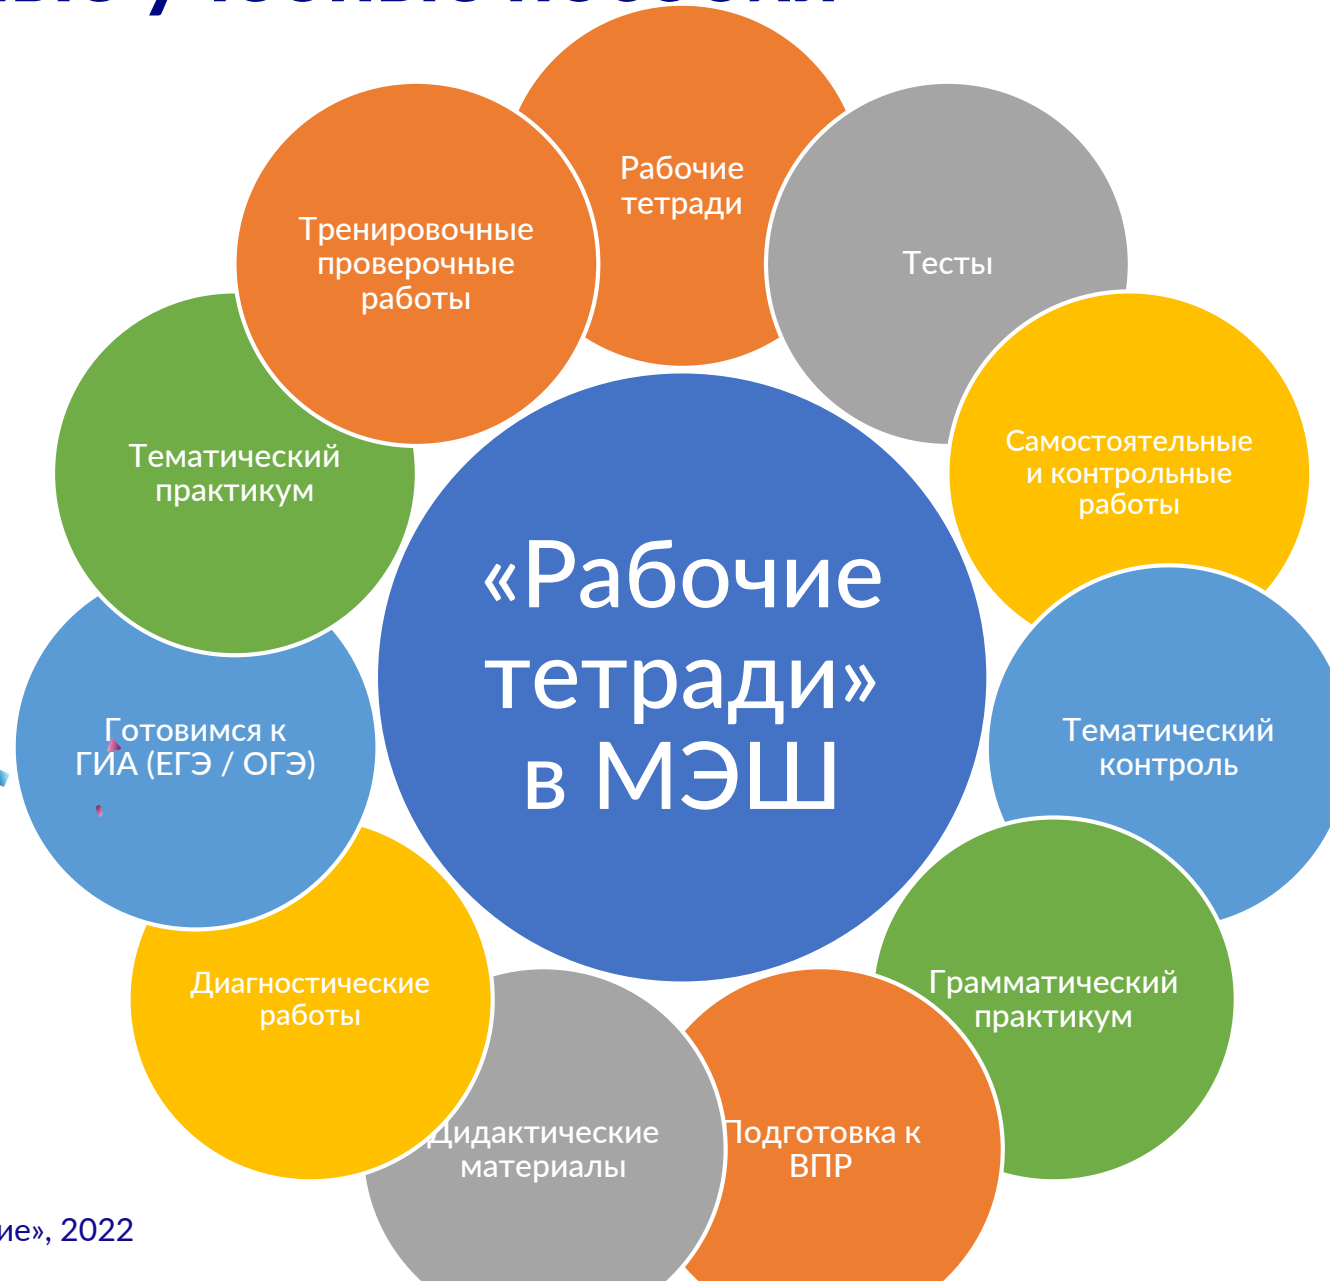 Рабочие
тетради
Тесты
Самостоятельные
и контрольные
работы
Тематический
контроль
Грамматический
практикум
Подготовка к
ВПР
Дидактические
материалы
Диагностические
работы
Готовимся к
ГИА (ЕГЭ / ОГЭ)
Тематический
практикум
Тренировочные
проверочные
работы
«Рабочие
тетради»
в МЭШ
ие», 2022